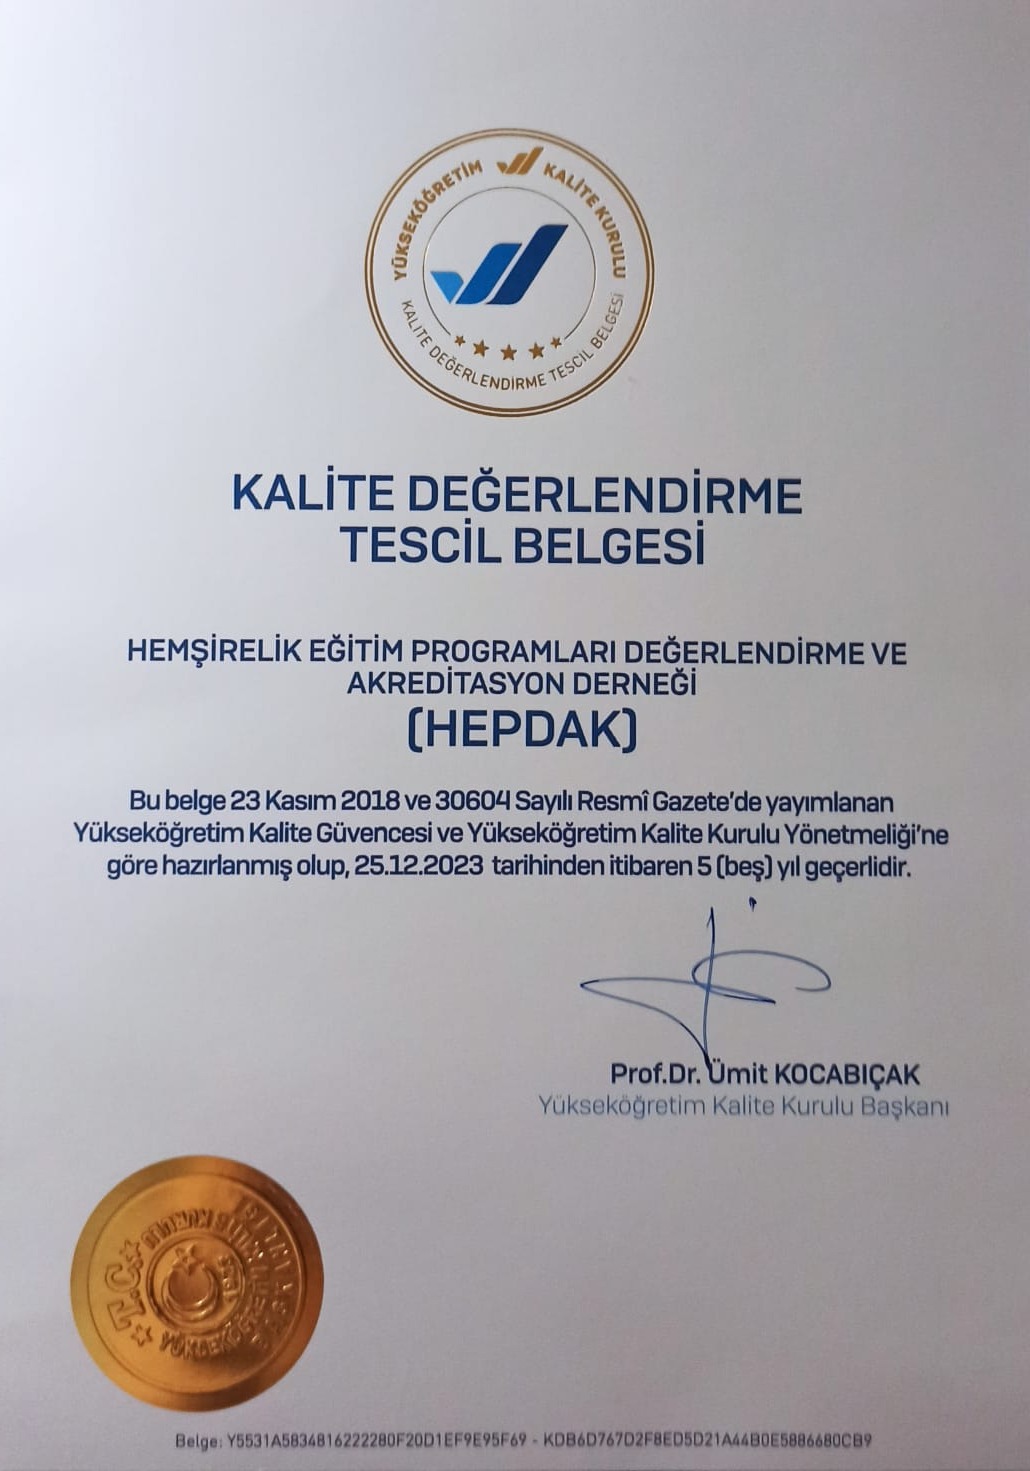 YÜKSEKÖĞRETİM KALİTE KURULU
KALİTE DEĞERLENDİRME TESCİL BELGESİ
KALİTE DEĞERLENDİRME
TESCİL BELGESİ
HEMŞİRELİK EĞİTİM PROGRAMLARI DEĞERLENDİRME VE
AKREDİTASYON DERNEĞİ
(HEPDAK)
Bu belge 23 Kasım 2018 ve 30604 Sayılı Resmî Gazete'de yayımlanan
Yükseköğretim Kalite Güvencesi ve Yükseköğretim Kalite Kurulu Yönetmeliği'ne
göre hazırlanmış olup, 25.12.2023 tarihinden itibaren 5 (beş) yıl geçerlidir.
Prof.Dr. Ümit KOCABIÇAK
Yükseköğretim Kalite Kurulu Başkanı
T.C.
YÜKSEKÖĞRETİM KALİTE KURULU
Belge: Y5531A5834816222280F20D1EF9E95F69 - KDB6D767D2F8ED5D21A44B0E5886680CB9